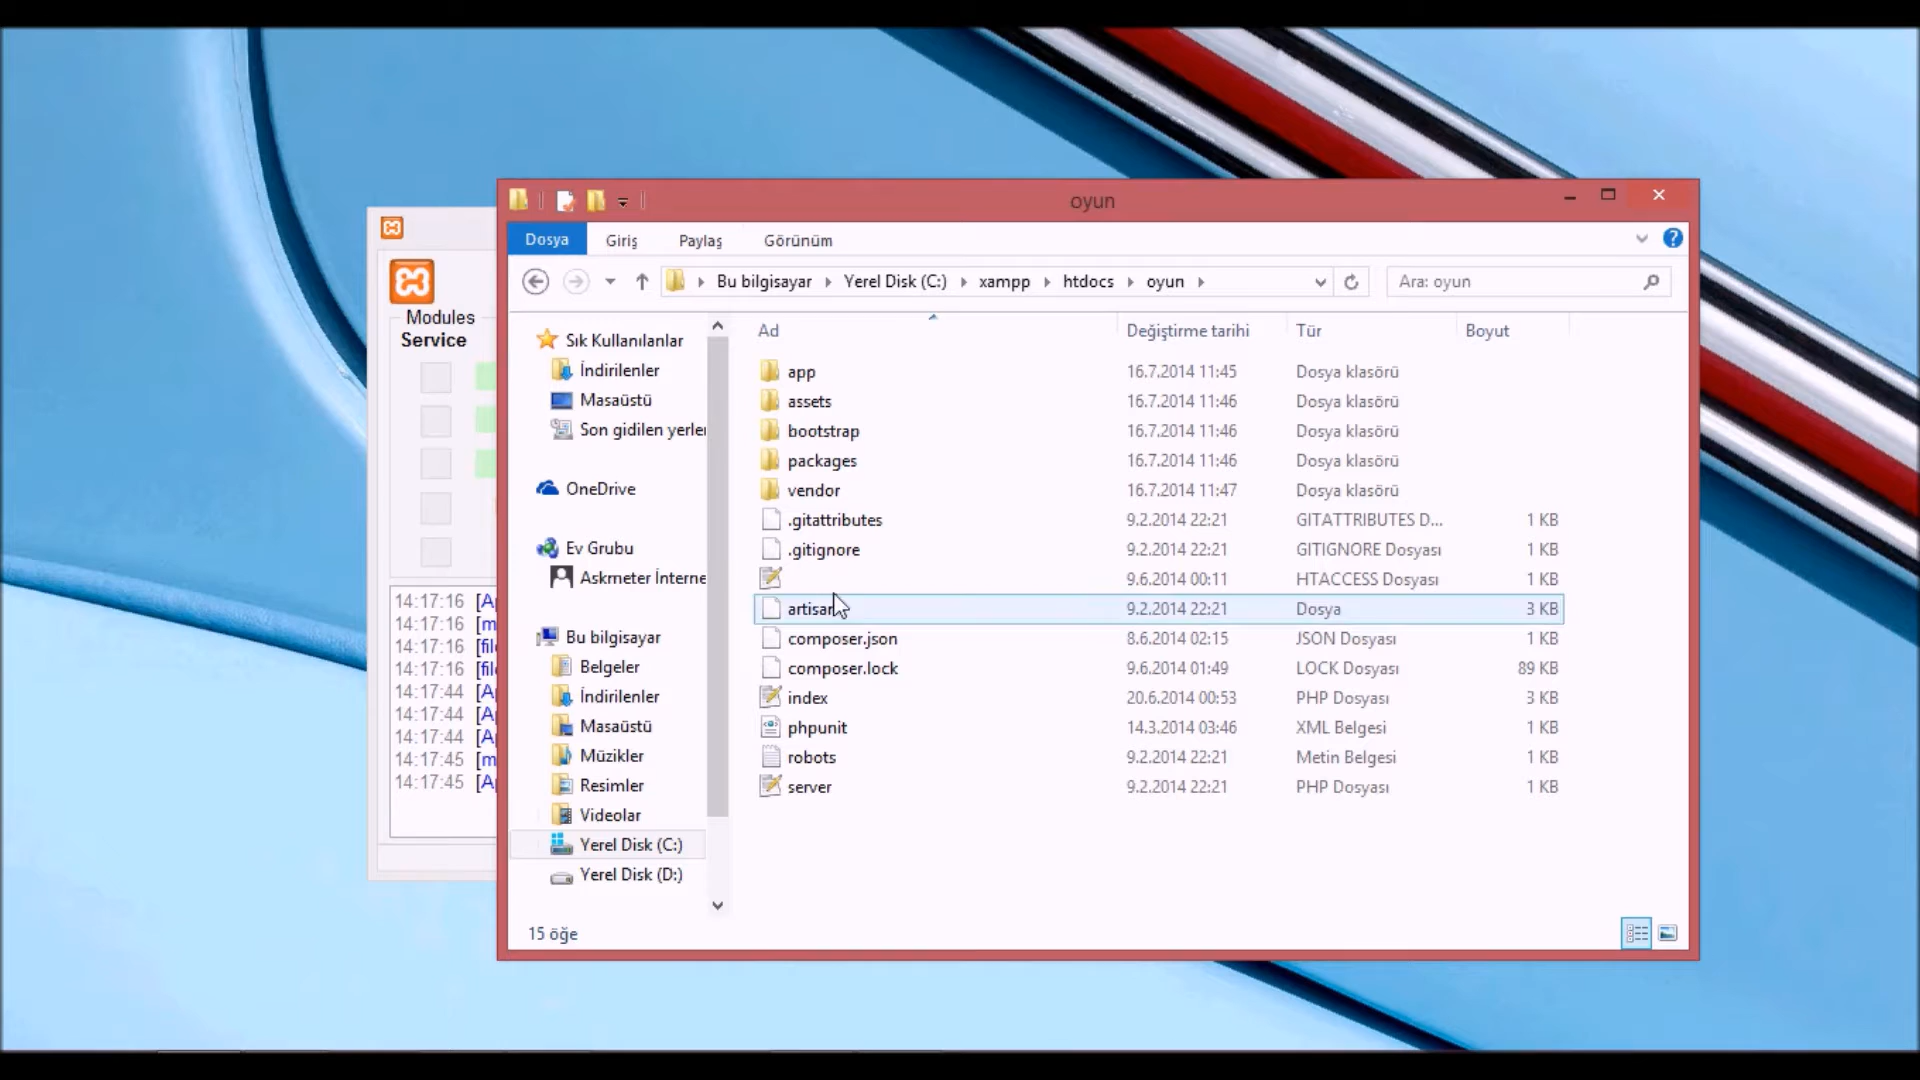 oyun
Dosya Giriş Paylaş Görünüm
Bu bilgisayar Yerel Disk (C:) xampp htdocs oyun
Ara: oyun
Modules
Service
14:17:16 [A
14:17:16 [m
14:17:16 [fil
14:17:16 [fil
14:17:44 [A
14:17:44 [A
14:17:44 [A
14:17:45 [m
14:17:45 [A
Sık Kullanılanlar
İndirilenler
Masaüstü
Son gidilen yerler
OneDrive
Ev Grubu
Askmeter İnterne
Bu bilgisayar
Belgeler
İndirilenler
Masaüstü
Müzikler
Resimler
Videolar
Yerel Disk (C:)
Yerel Disk (D:)
Ad Değiştirme tarihi Tür Boyut
app 16.7.2014 11:45 Dosya klasörü
assets 16.7.2014 11:46 Dosya klasörü
bootstrap 16.7.2014 11:46 Dosya klasörü
packages 16.7.2014 11:46 Dosya klasörü
vendor 16.7.2014 11:47 Dosya klasörü
.gitattributes 9.2.2014 22:21 GITATTRIBUTES D... 1 KB
.gitignore 9.2.2014 22:21 GITIGNORE Dosyası 1 KB
9.6.2014 00:11 HTACCESS Dosyası 1 KB
artisan 9.2.2014 22:21 Dosya 3 KB
composer.json 8.6.2014 02:15 JSON Dosyası 1 KB
composer.lock 9.6.2014 01:49 LOCK Dosyası 89 KB
index 20.6.2014 00:53 PHP Dosyası 3 KB
phpunit 14.3.2014 03:46 XML Belgesi 1 KB
robots 9.2.2014 22:21 Metin Belgesi 1 KB
server 9.2.2014 22:21 PHP Dosyası 1 KB
15 öğe